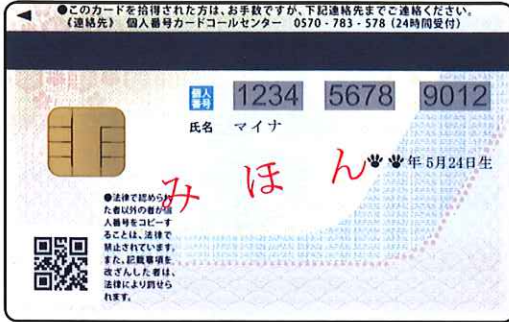 ●このカードを拾得された方は、お手数ですが、下記連絡先までご連絡ください。
《連絡先》 個人番号カードコールセンター 0570-783-578 (24時間受付)
個人番号 1234 5678 9012
氏名 マイナ
年5月24日生
みほん
●法律で認められ
た者以外の者が個
人番号をコピーす
ることは、法律で
禁止されています。
また、記載事項を
改ざんした者は、
法律により罰せら
れます。